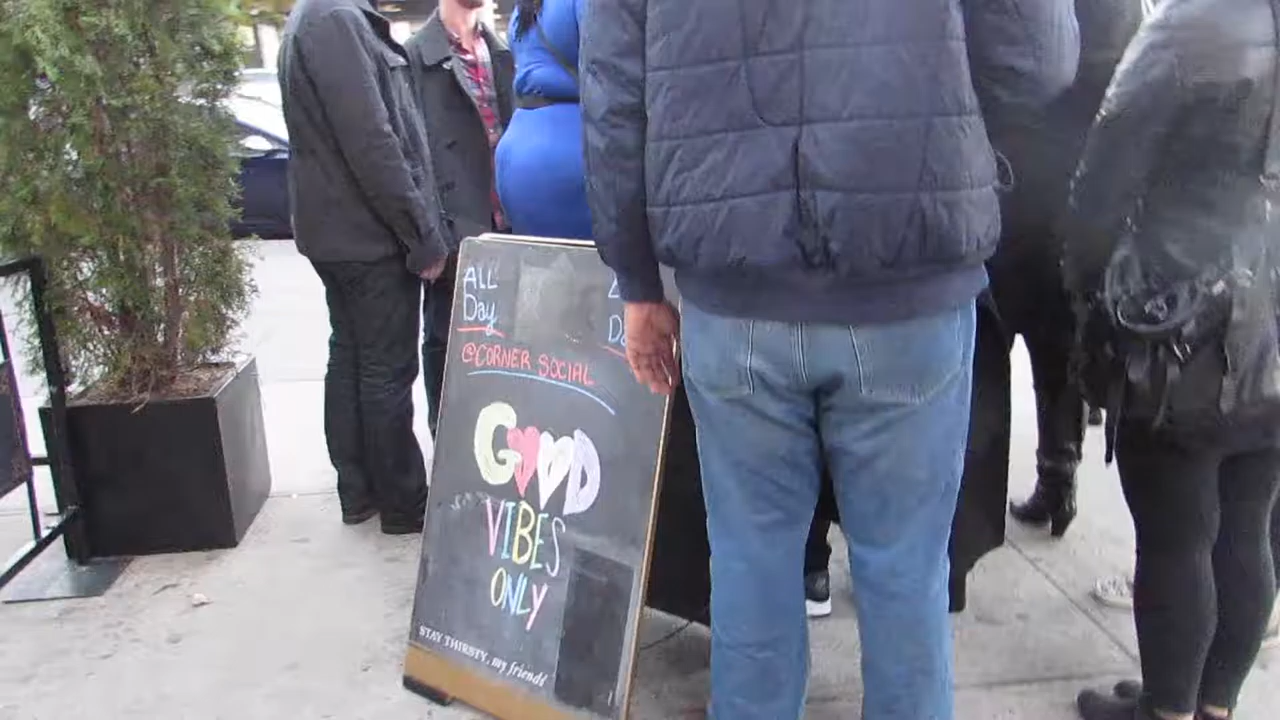 ALL
Day
@CORNER SOCIAL
GOOD
VIBES
ONLY
STAY THIRSTY, my friends